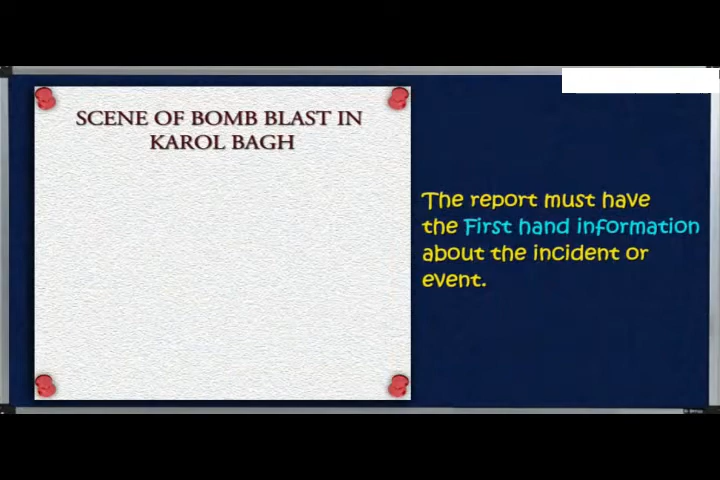 SCENE OF BOMB BLAST IN
KAROL BAGH
The report must have
the First hand information
about the incident or
event.